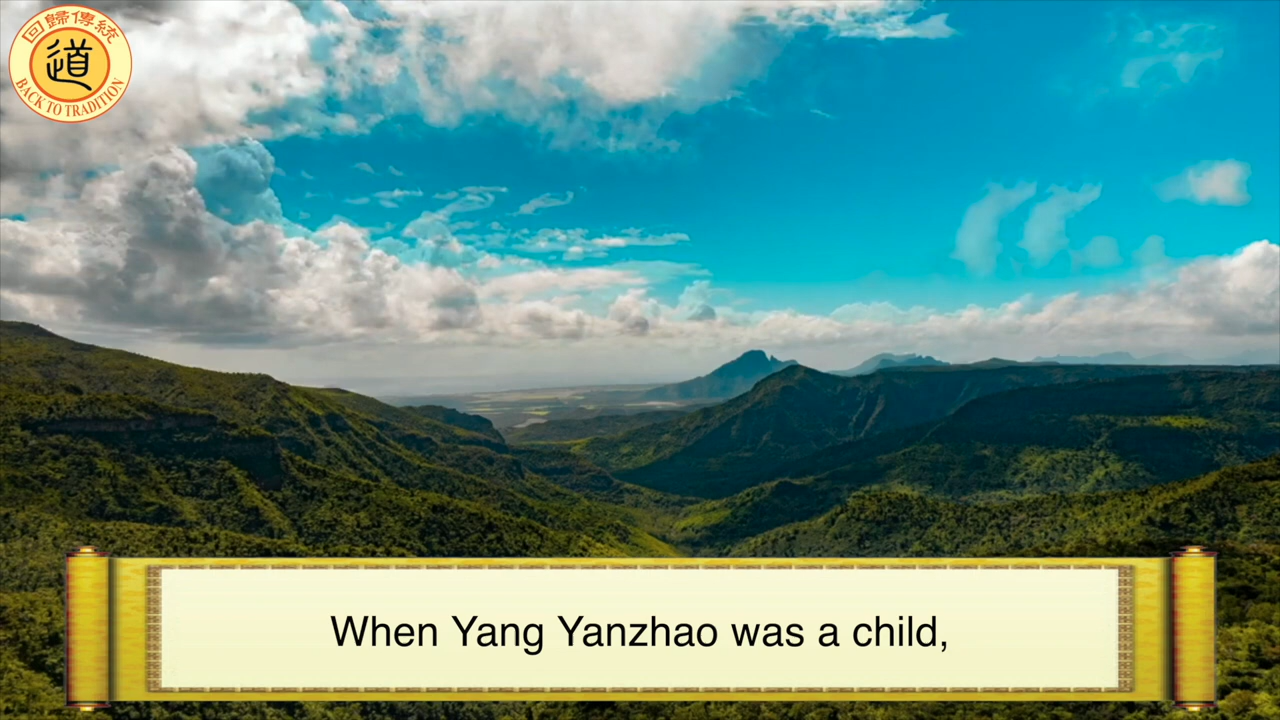 回歸傳統
道
BACK TO TRADITION
When Yang Yanzhao was a child,